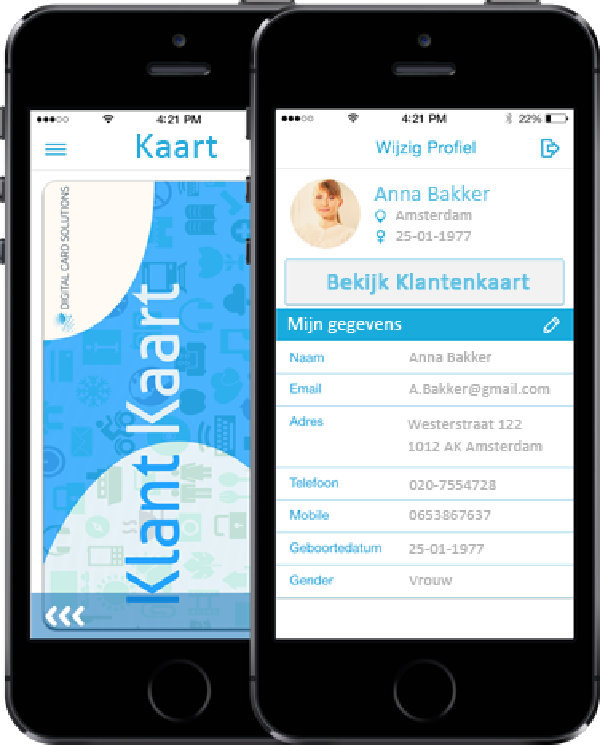 4:21 PM
Kaart
DIGITAL CARD SOLUTIONS
Klant Kaart
4:21 PM 22%
Wijzig Profiel
Anna Bakker
Amsterdam
25-01-1977
Bekijk Klantenkaart
Mijn gegevens
Naam Anna Bakker
Email A.Bakker@gmail.com
Adres Westerstraat 122
1012 AK Amsterdam
Telefoon 020-7554728
Mobile 0653867637
Geboortedatum 25-01-1977
Gender Vrouw